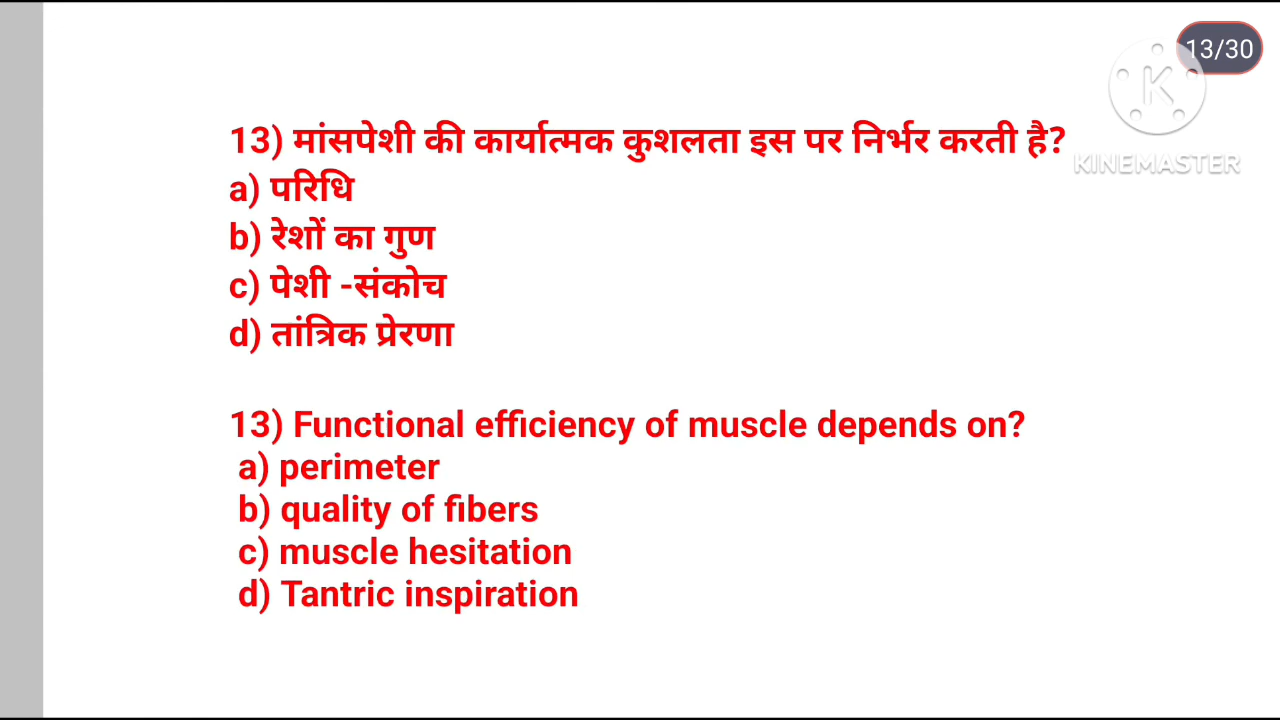 13/30
KINEMASTER
13) मांसपेशी की कार्यात्मक कुशलता इस पर निर्भर करती है?
a) परिधि
b) रेशों का गुण
c) पेशी -संकोच
d) तांत्रिक प्रेरणा
13) Functional efficiency of muscle depends on?
a) perimeter
b) quality of fibers
c) muscle hesitation
d) Tantric inspiration